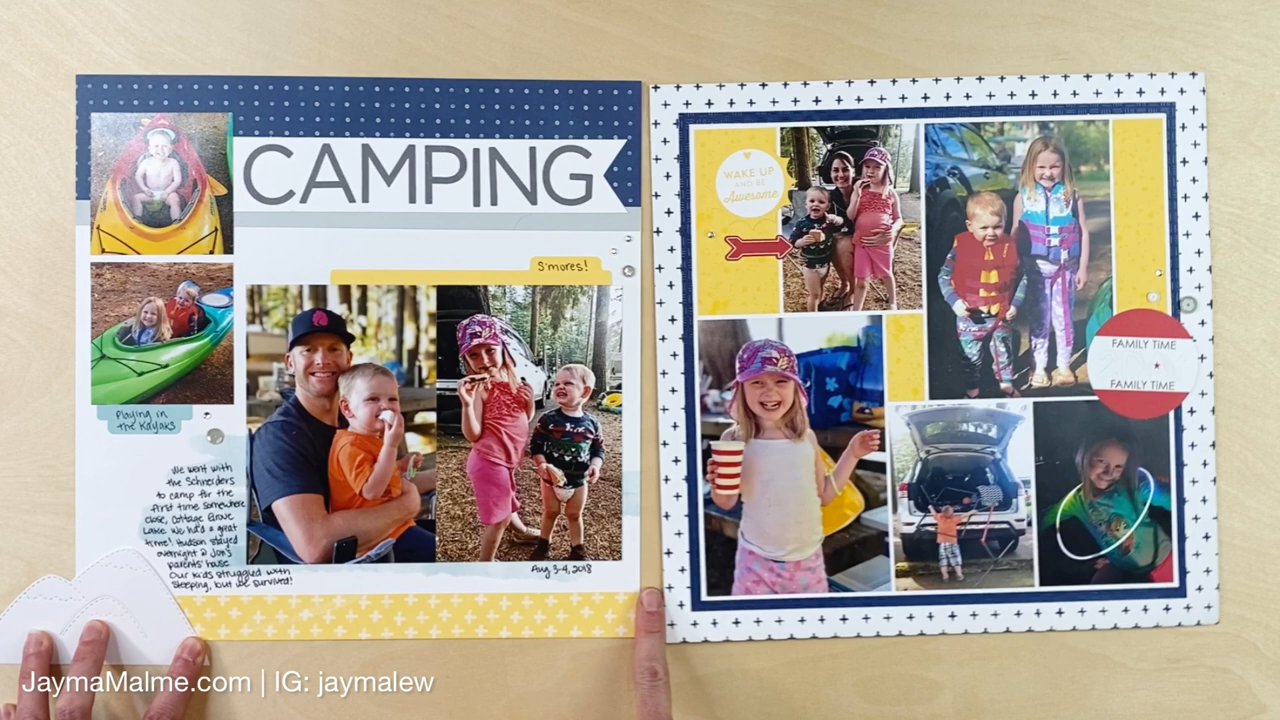 CAMPING
S'mores!
Playing in
the Kayaks
We went with
the Schneiders
to camp for the
first time somewhere
close, Cottage Grove
Lake. We had a great
time! Hudson stayed
overnight @ Jon's
parents' house.
Our kids struggled with
sleeping, but we survived!
Aug 3-4, 2018
WAKE UP
AND BE
Awesome
FAMILY TIME
FAMILY TIME
JaymaMalme.com | IG: jaymalew